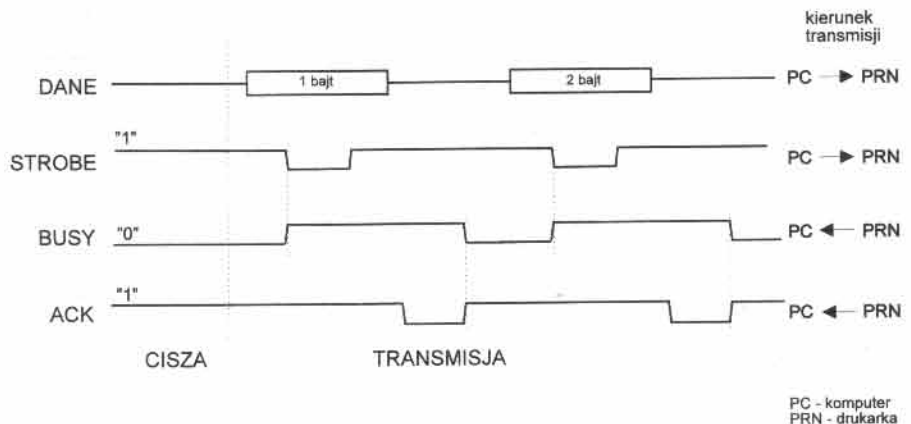 kierunek
transmisji
DANE
1 bajt
2 bajt
PC
PRN
"1"
STROBE
PC
PRN
BUSY
"0"
PC
PRN
"1"
ACK
PC
PRN
CISZA
TRANSMISJA
PC - komputer
PRN - drukarka